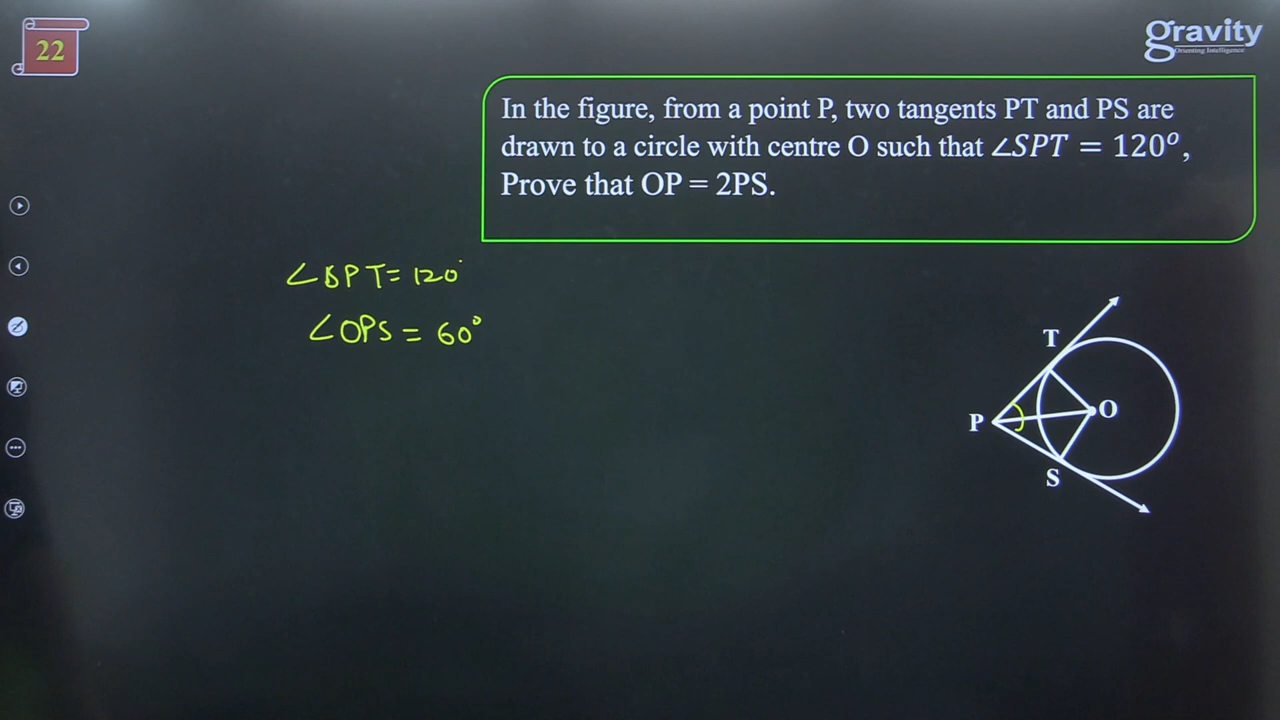 22
gravity
Orienting Intelligence
In the figure, from a point P, two tangents PT and PS are
drawn to a circle with centre O such that ∠SPT = 120°,
Prove that OP = 2PS.
∠SPT = 120°
∠OPS = 60°
T
P
O
S